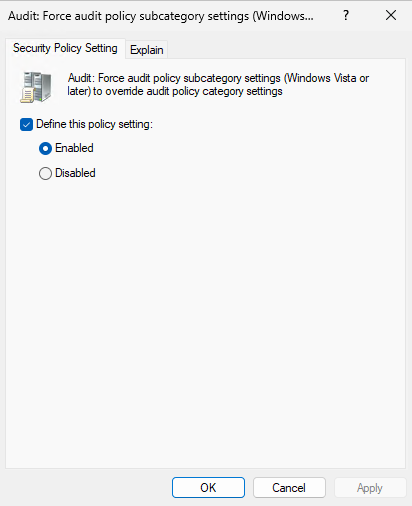 Audit: Force audit policy subcategory settings (Windows...
?
Security Policy Setting
Explain
Audit: Force audit policy subcategory settings (Windows Vista or
later) to override audit policy category settings
Define this policy setting:
Enabled
Disabled
OK
Cancel
Apply